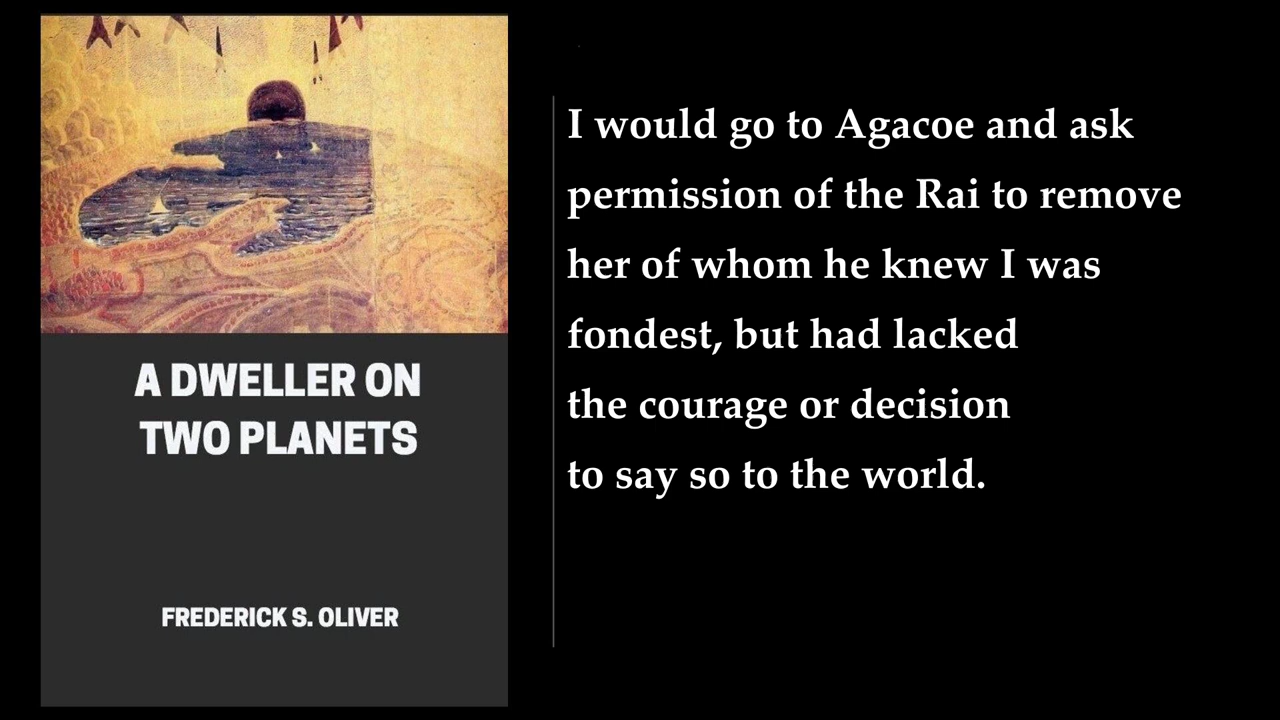 A DWELLER ON
TWO PLANETS
FREDERICK S. OLIVER
I would go to Agacoe and ask
permission of the Rai to remove
her of whom he knew I was
fondest, but had lacked
the courage or decision
to say so to the world.